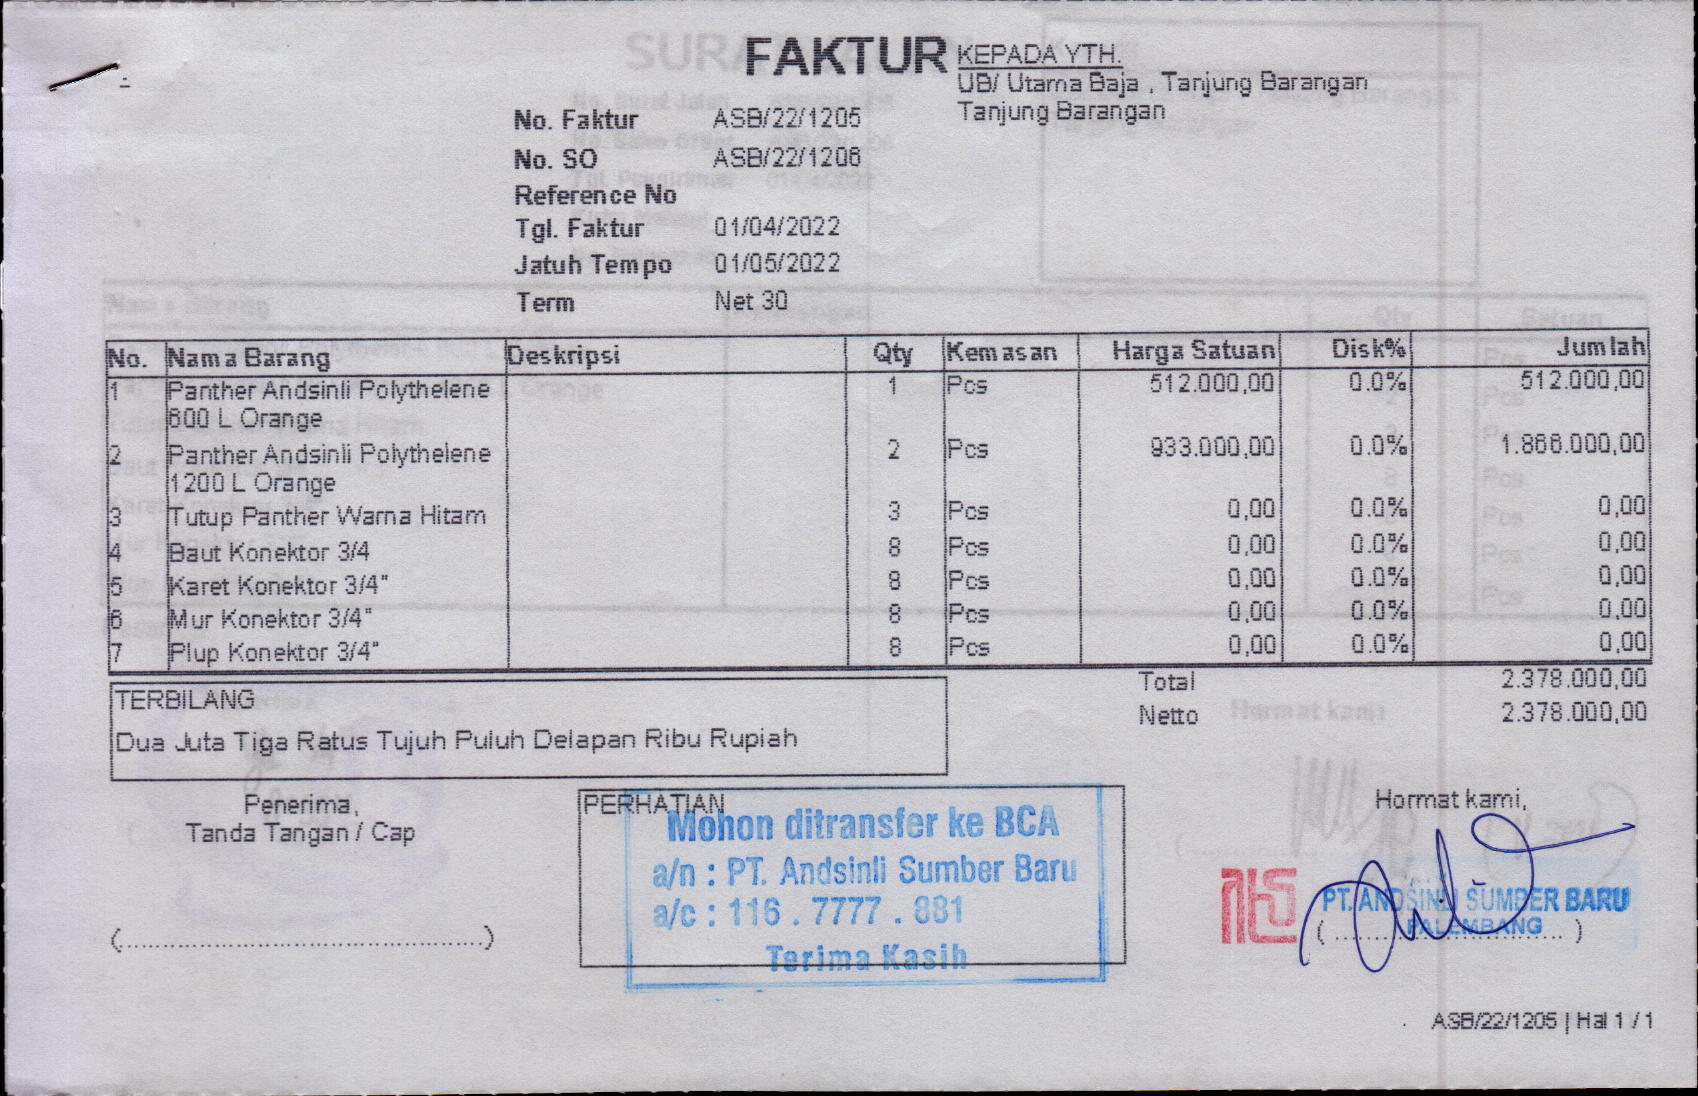 FAKTUR
KEPADA YTH.
UB/ Utama Baja , Tanjung Barangan
Tanjung Barangan
No. Faktur ASB/22/1205
No. SO ASB/22/1206
Reference No
Tgl. Faktur 01/04/2022
Jatuh Tempo 01/05/2022
Term Net 30
No. Nama Barang Deskripsi Qty Kemasan Harga Satuan Disk% Jumlah
1 Panther Andsinli Polythelene 1 Pcs 512.000,00 0.0% 512.000,00
600 L Orange
2 Panther Andsinli Polythelene 2 Pcs 933.000,00 0.0% 1.866.000,00
1200 L Orange
3 Tutup Panther Warna Hitam 3 Pcs 0,00 0.0% 0,00
4 Baut Konektor 3/4 8 Pcs 0,00 0.0% 0,00
5 Karet Konektor 3/4" 8 Pcs 0,00 0.0% 0,00
6 Mur Konektor 3/4" 8 Pcs 0,00 0.0% 0,00
7 Plup Konektor 3/4" 8 Pcs 0,00 0.0% 0,00
Total 2.378.000,00
Netto 2.378.000,00
TERBILANG
Dua Juta Tiga Ratus Tujuh Puluh Delapan Ribu Rupiah
Penerima,
Tanda Tangan / Cap
(................................................)
PERHATIAN
Mohon ditransfer ke BCA
a/n : PT. Andsinli Sumber Baru
a/c : 116 . 7777 . 881
Terima Kasih
Hormat kami,
PT. ANDSINLI SUMBER BARU
PALEMBANG
(..............................)
ASB/22/1205 | Hal 1 / 1